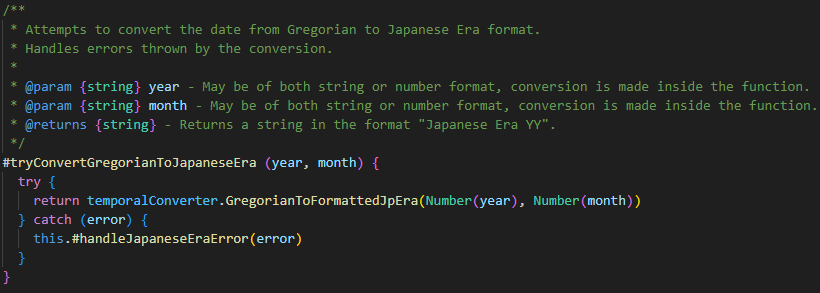 /**
 * Attempts to convert the date from Gregorian to Japanese Era format.
 * Handles errors thrown by the conversion.
 *
 * @param {string} year - May be of both string or number format, conversion is made inside the function.
 * @param {string} month - May be of both string or number format, conversion is made inside the function.
 * @returns {string} - Returns a string in the format "Japanese Era YY".
 */
#tryConvertGregorianToJapaneseEra (year, month) {
  try {
    return temporalConverter.GregorianToFormattedJpEra(Number(year), Number(month))
  } catch (error) {
    this.#handleJapaneseEraError(error)
  }
}